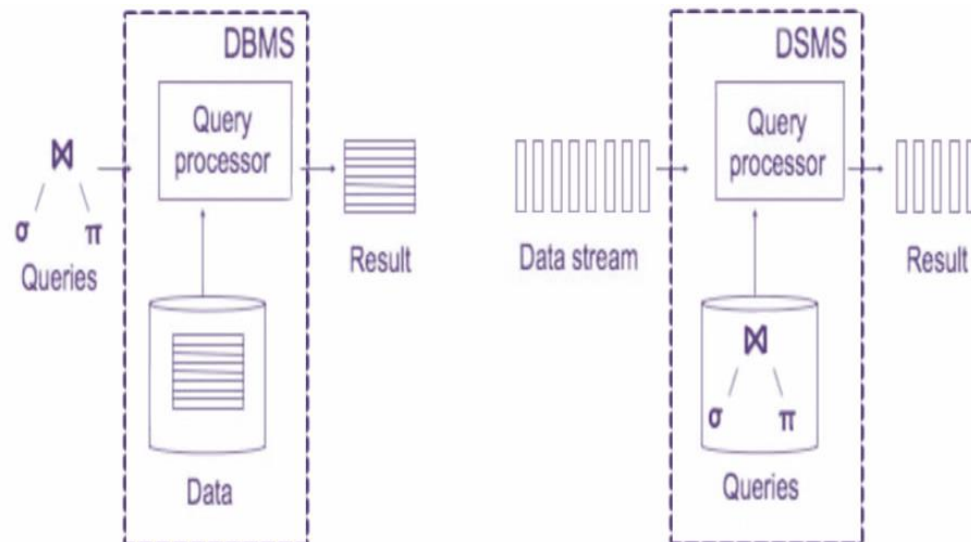 DBMS
Query
processor
⋈
σ π
Queries
Result
Data
DSMS
Query
processor
Data stream
Result
⋈
σ π
Queries